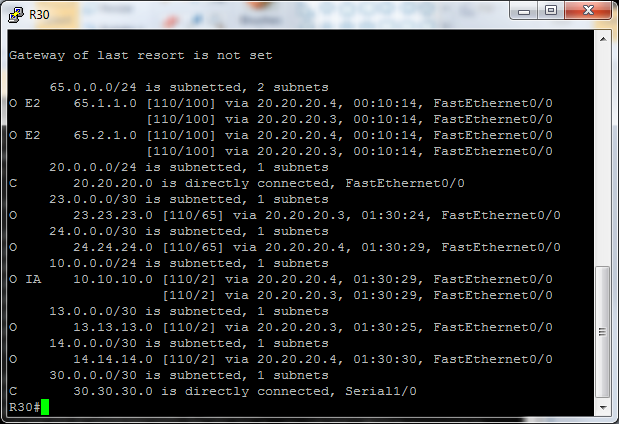 R30
Gateway of last resort is not set
65.0.0.0/24 is subnetted, 2 subnets
O E2 65.1.1.0 [110/100] via 20.20.20.4, 00:10:14, FastEthernet0/0
[110/100] via 20.20.20.3, 00:10:14, FastEthernet0/0
O E2 65.2.1.0 [110/100] via 20.20.20.4, 00:10:14, FastEthernet0/0
[110/100] via 20.20.20.3, 00:10:14, FastEthernet0/0
20.0.0.0/24 is subnetted, 1 subnets
C 20.20.20.0 is directly connected, FastEthernet0/0
23.0.0.0/30 is subnetted, 1 subnets
O 23.23.23.0 [110/65] via 20.20.20.3, 01:30:24, FastEthernet0/0
24.0.0.0/30 is subnetted, 1 subnets
O 24.24.24.0 [110/65] via 20.20.20.4, 01:30:29, FastEthernet0/0
10.0.0.0/24 is subnetted, 1 subnets
O IA 10.10.10.0 [110/2] via 20.20.20.4, 01:30:29, FastEthernet0/0
[110/2] via 20.20.20.3, 01:30:29, FastEthernet0/0
13.0.0.0/30 is subnetted, 1 subnets
O 13.13.13.0 [110/2] via 20.20.20.3, 01:30:25, FastEthernet0/0
14.0.0.0/30 is subnetted, 1 subnets
O 14.14.14.0 [110/2] via 20.20.20.4, 01:30:30, FastEthernet0/0
30.0.0.0/30 is subnetted, 1 subnets
C 30.30.30.0 is directly connected, Serial1/0
R30#